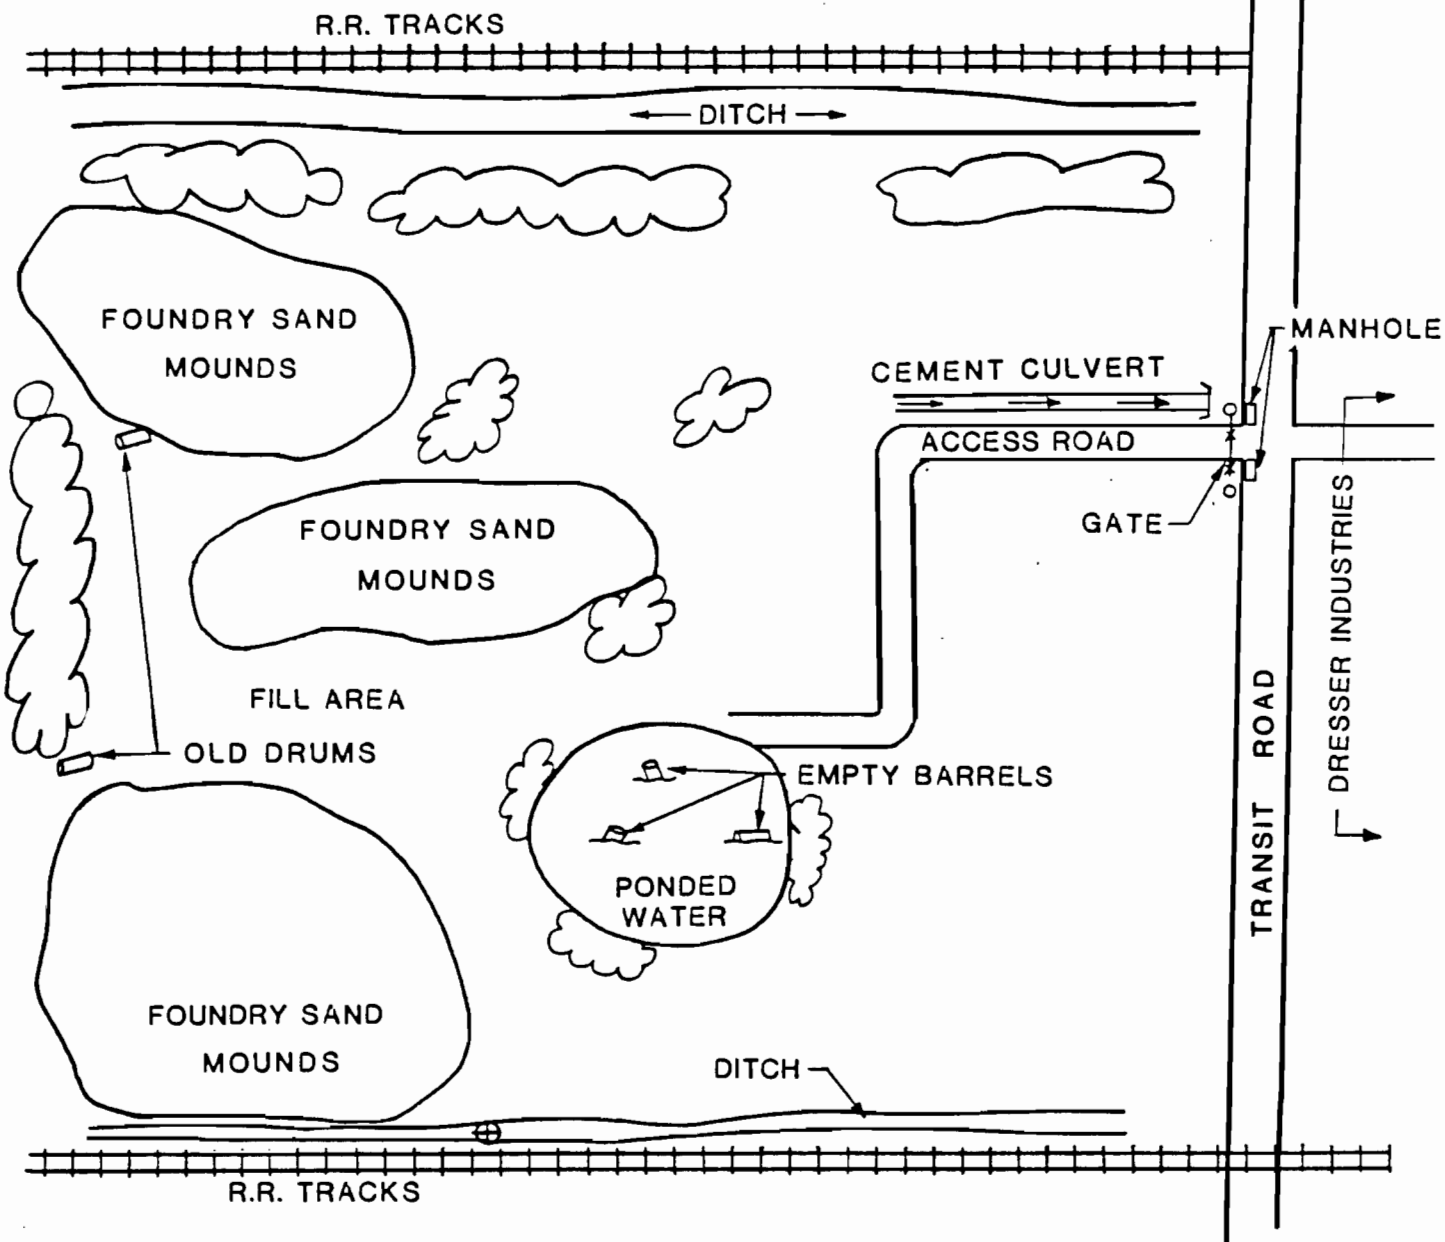 R.R. TRACKS
DITCH
FOUNDRY SAND
MOUNDS
MANHOLE
CEMENT CULVERT
ACCESS ROAD
GATE
FOUNDRY SAND
MOUNDS
DRESSER INDUSTRIES
FILL AREA
OLD DRUMS
TRANSIT ROAD
EMPTY BARRELS
PONDED
WATER
FOUNDRY SAND
MOUNDS
DITCH
R.R. TRACKS